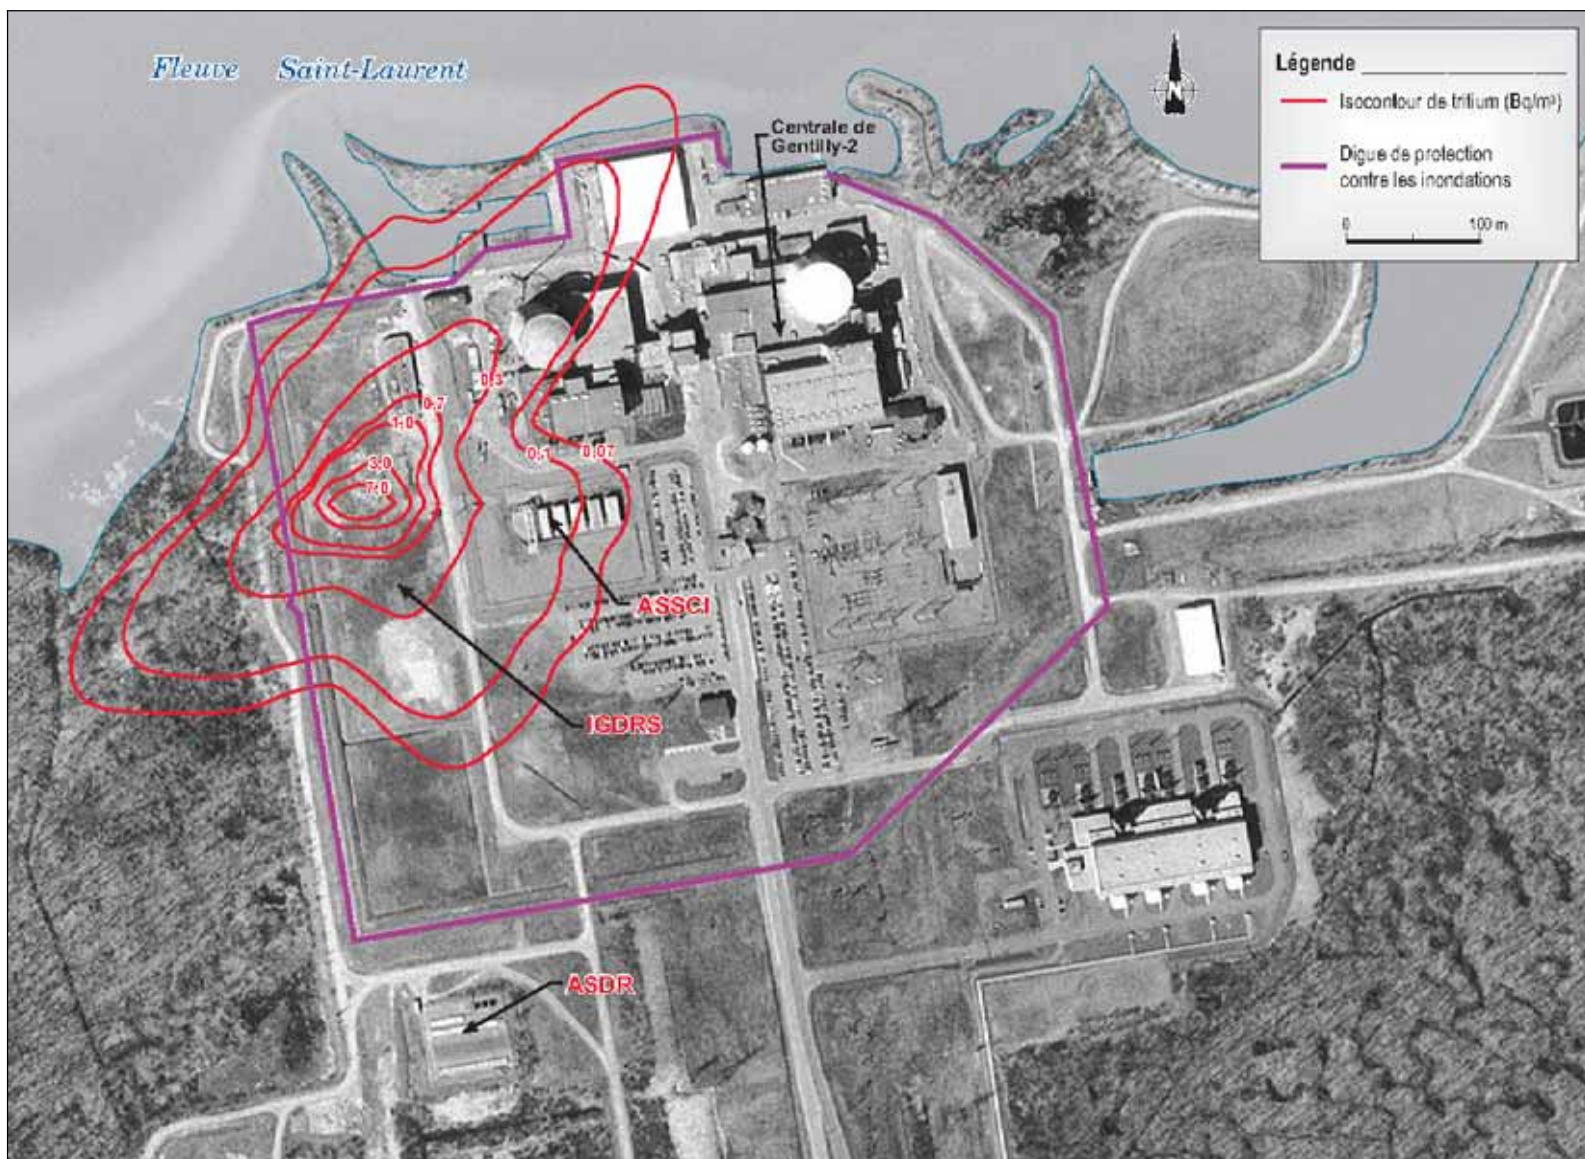 Fleuve Saint-Laurent
N
Légende
Isocontour de tritium (Bq/m³)
Digue de protection
contre les inondations
0 100 m
Centrale de
Gentilly-2
0,3
0,7
1,0
3,0
7,0
0,1
0,07
ASSCI
IGDRS
ASDR